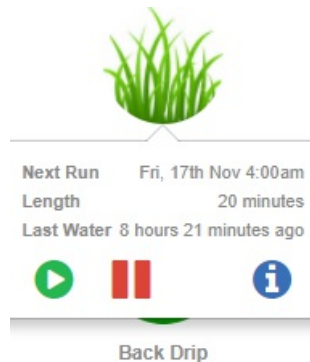 Next Run Fri, 17th Nov 4:00am
Length 20 minutes
Last Water 8 hours 21 minutes ago
Back Drip